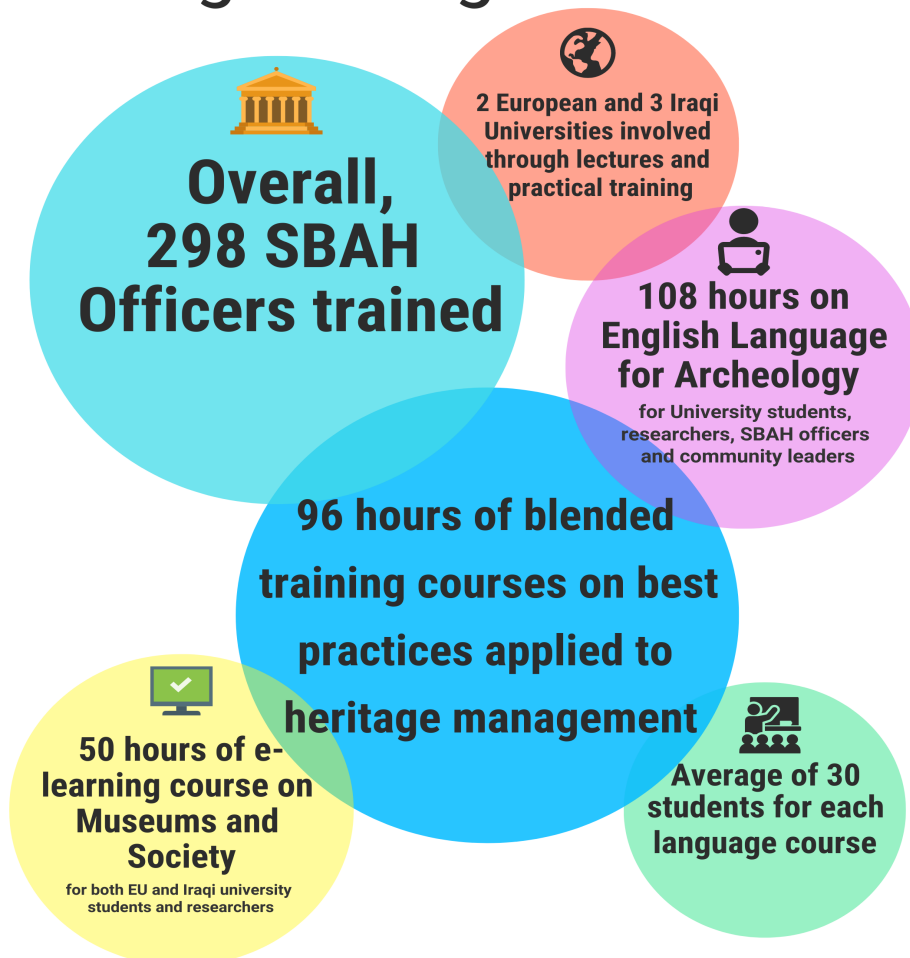 Overall,
298 SBAH
Officers trained
2 European and 3 Iraqi
Universities involved
through lectures and
practical training
108 hours on
English Language
for Archeology
for University students,
researchers, SBAH officers
and community leaders
96 hours of blended
training courses on best
practices applied to
heritage management
50 hours of e-
learning course on
Museums and
Society
for both EU and Iraqi university
students and researchers
Average of 30
students for each
language course